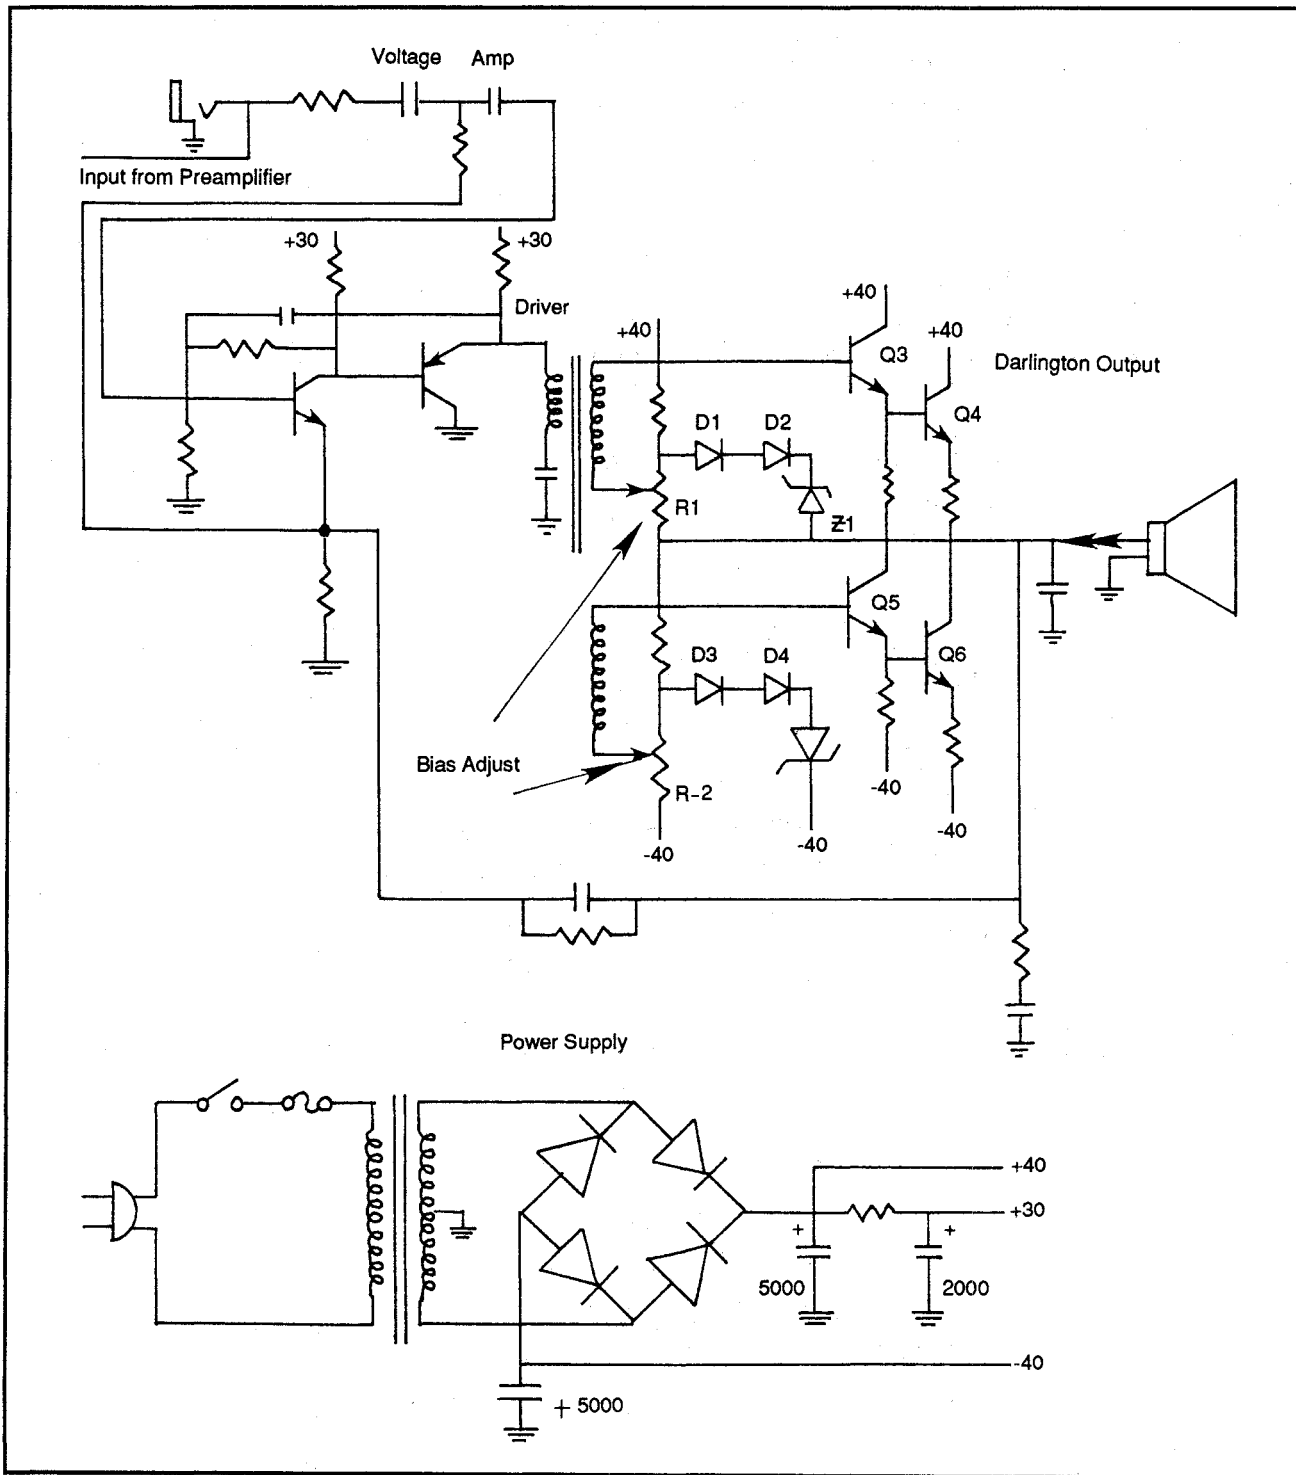 Voltage Amp
Input from Preamplifier
+30
+30
Driver
+40
+40
+40
Q3
Darlington Output
Q4
D1
D2
R1
Z1
Q5
Q6
D3
D4
Bias Adjust
R-2
-40
-40
-40
-40
Power Supply
+40
+30
+
+
5000
2000
-40
+ 5000